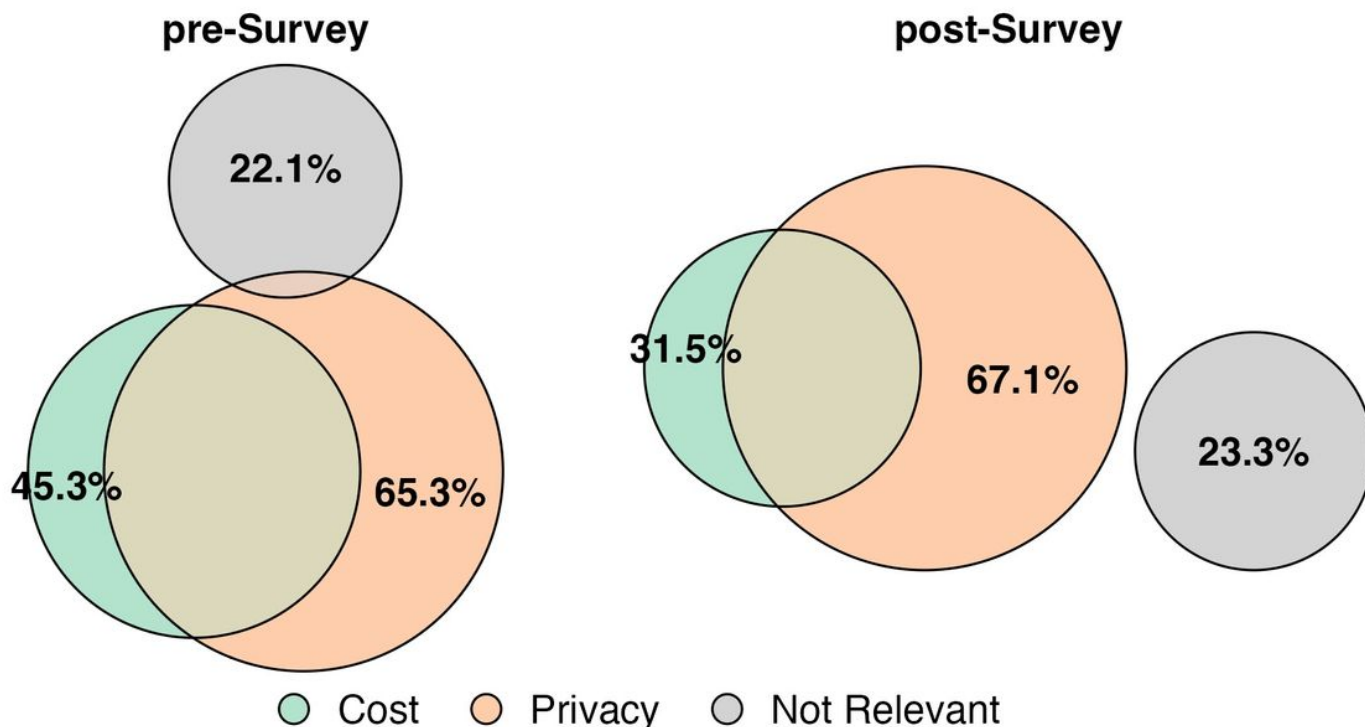 pre-Survey
22.1%
45.3%
65.3%
post-Survey
31.5%
67.1%
23.3%
Cost Privacy Not Relevant